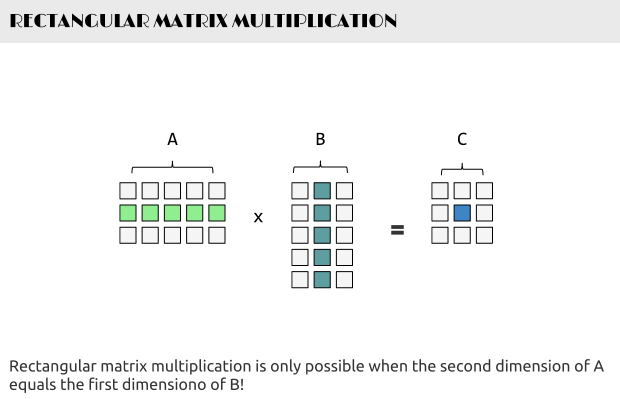 RECTANGULAR MATRIX MULTIPLICATION
A B C
x =
Rectangular matrix multiplication is only possible when the second dimension of A
equals the first dimensiono of B!